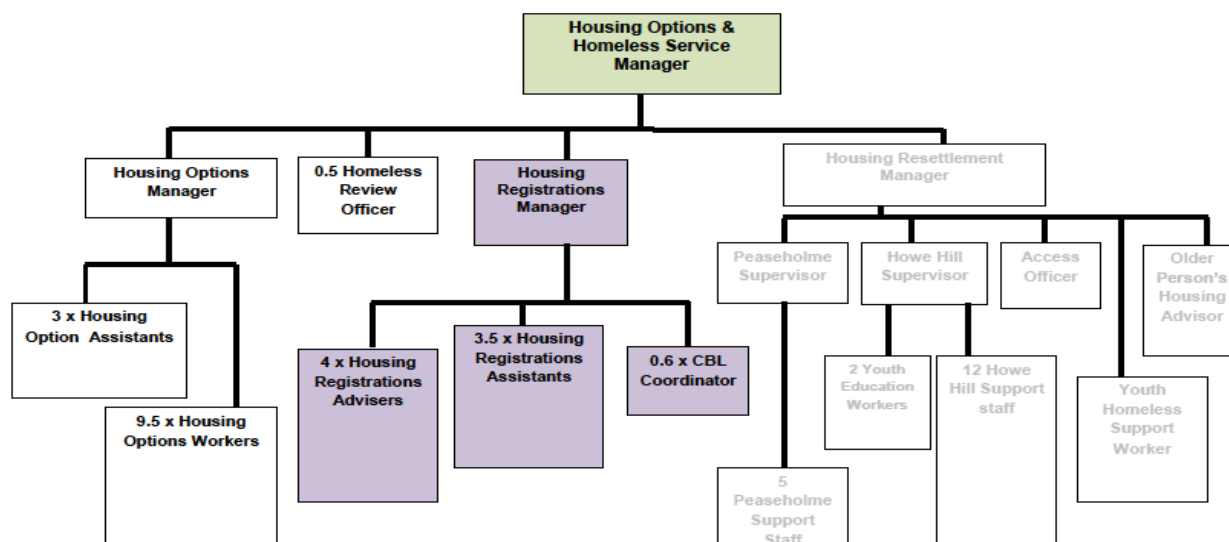 Housing Options &
Homeless Service
Manager
Housing Options
Manager
0.5 Homeless
Review
Officer
Housing
Registrations
Manager
Housing Resettlement
Manager
Peaseholme
Supervisor
Howe Hill
Supervisor
Access
Officer
Older
Person's
Housing
Advisor
3 x Housing
Option Assistants
9.5 x Housing
Options Workers
4 x Housing
Registrations
Advisers
3.5 x Housing
Registrations
Assistants
0.6 x CBL
Coordinator
2 Youth
Education
Workers
12 Howe
Hill Support
staff
Youth
Homeless
Support
Worker
5
Peaseholme
Support
Staff